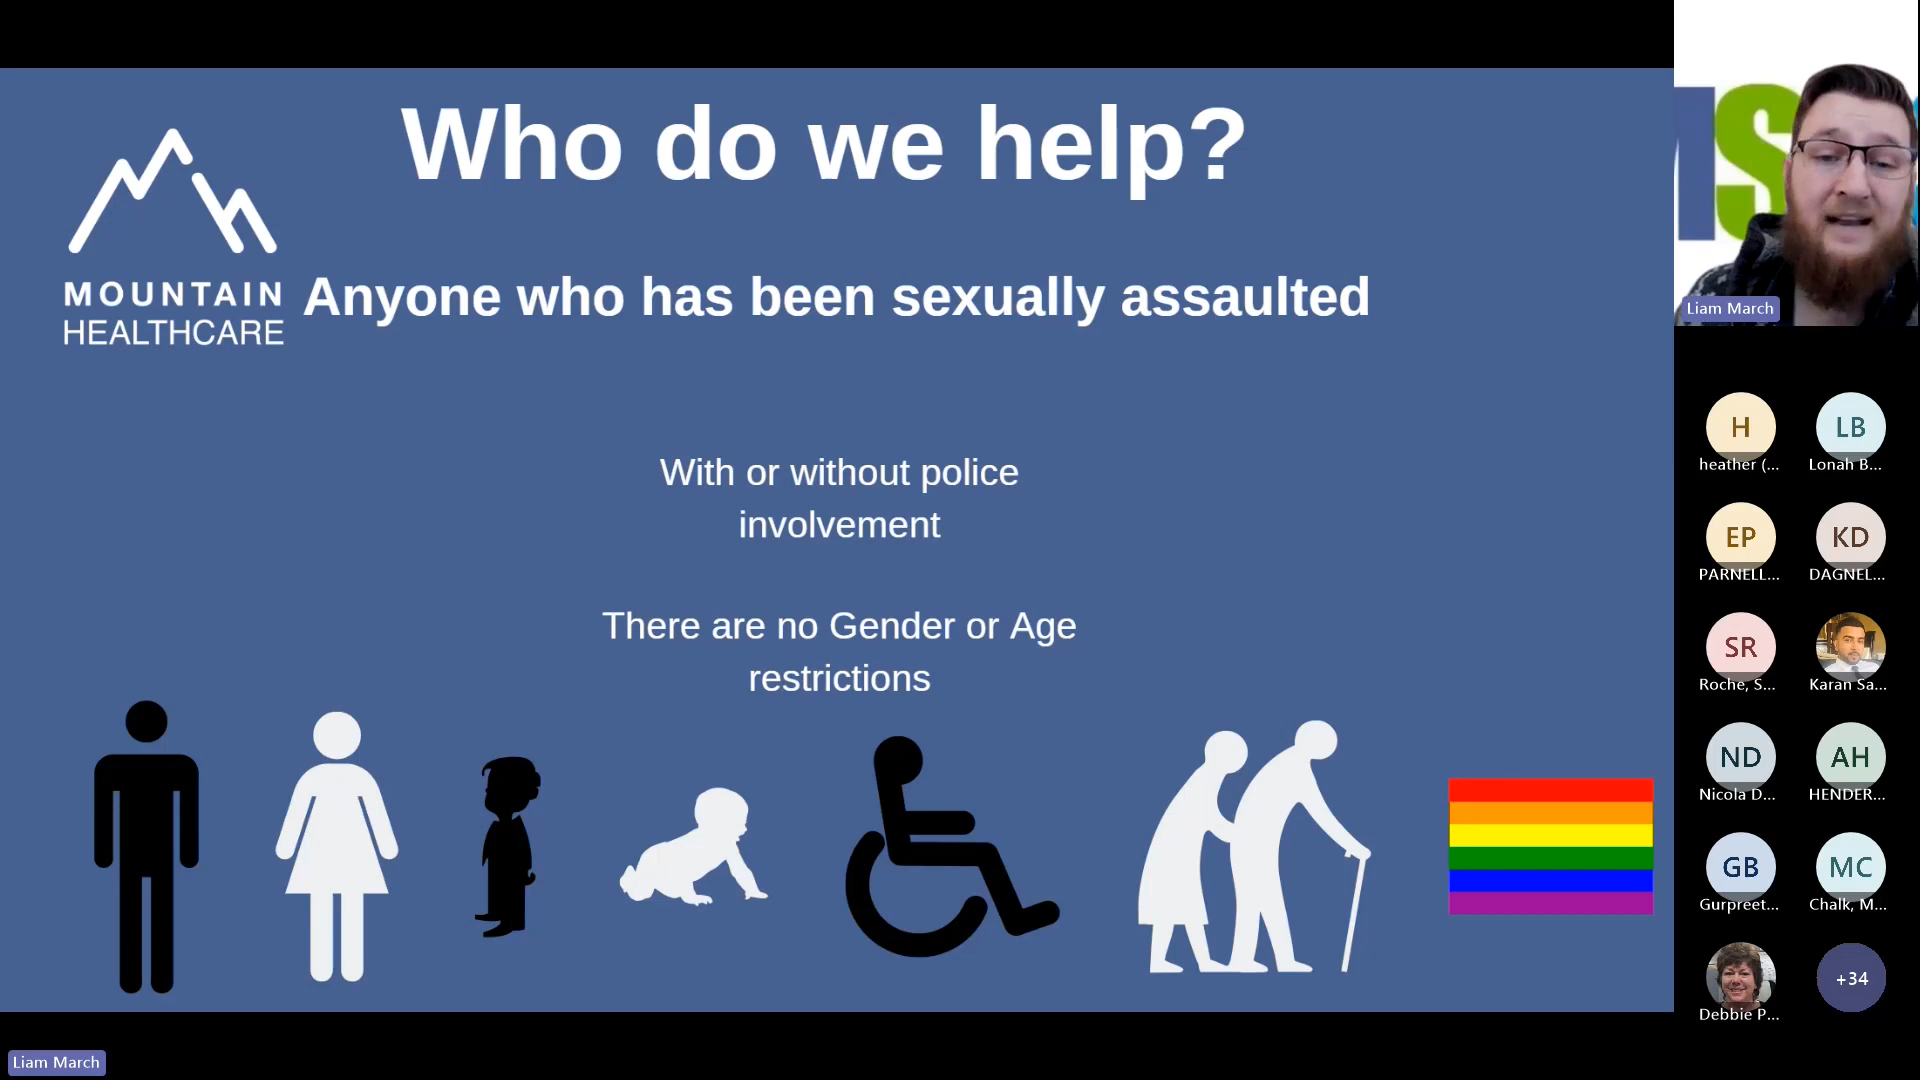 Who do we help?
MOUNTAIN
HEALTHCARE
Anyone who has been sexually assaulted
With or without police
involvement
There are no Gender or Age
restrictions
MS
Liam March
H
heather (...
LB
Lonah B...
EP
PARNELL...
KD
DAGNEL...
SR
Roche, S...
Karan Sa...
ND
Nicola D...
AH
HENDER...
GB
Gurpreet...
MC
Chalk, M...
Debbie P...
+34
Liam March